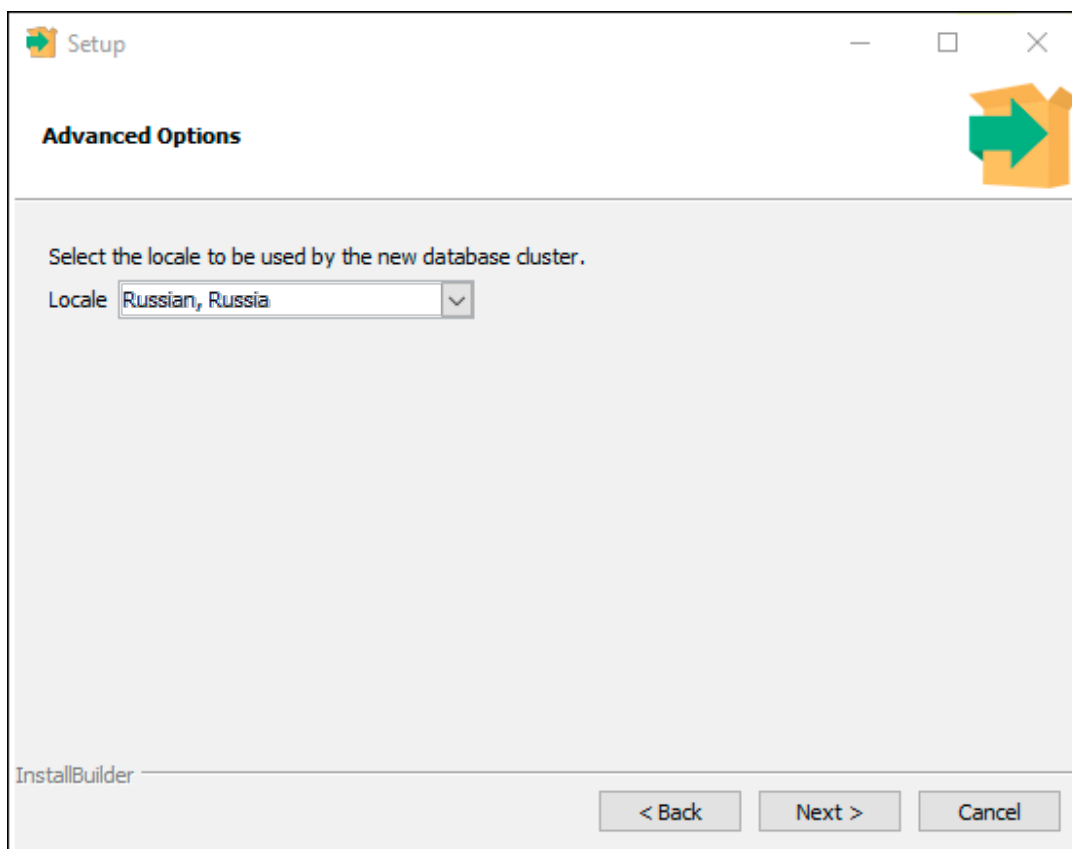 Setup
Advanced Options
Select the locale to be used by the new database cluster.
Locale Russian, Russia
InstallBuilder
< Back Next > Cancel